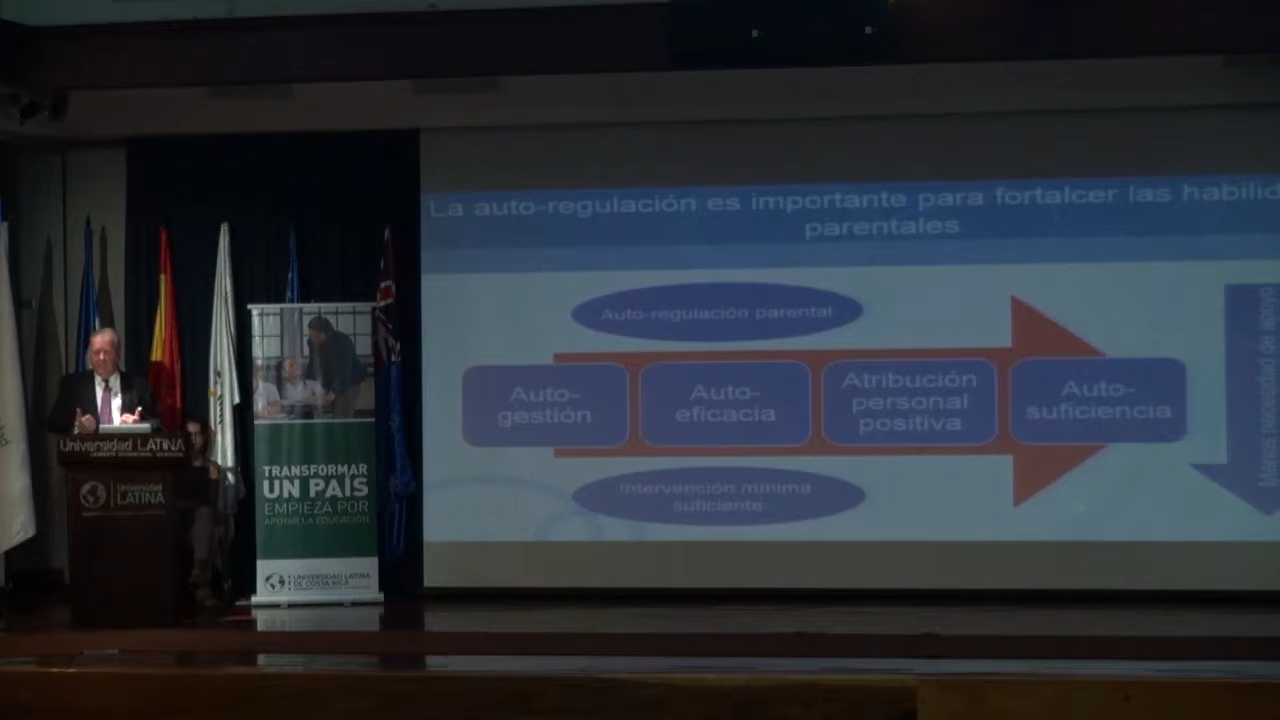 La auto-regulación es importante para fortalcer las habilid
parentales
Auto-regulación parental
Auto-
gestión
Auto-
eficacia
Atribución
personal
positiva
Auto-
suficiencia
Intervención mínima
suficiente
Menos necesidad de apoyo
Universidad LATINA
Universidad
LATINA
TRANSFORMAR
UN PAÍS
EMPIEZA POR
APOYAR LA EDUCACIÓN
UNIVERSIDAD LATINA
DE COSTA RICA